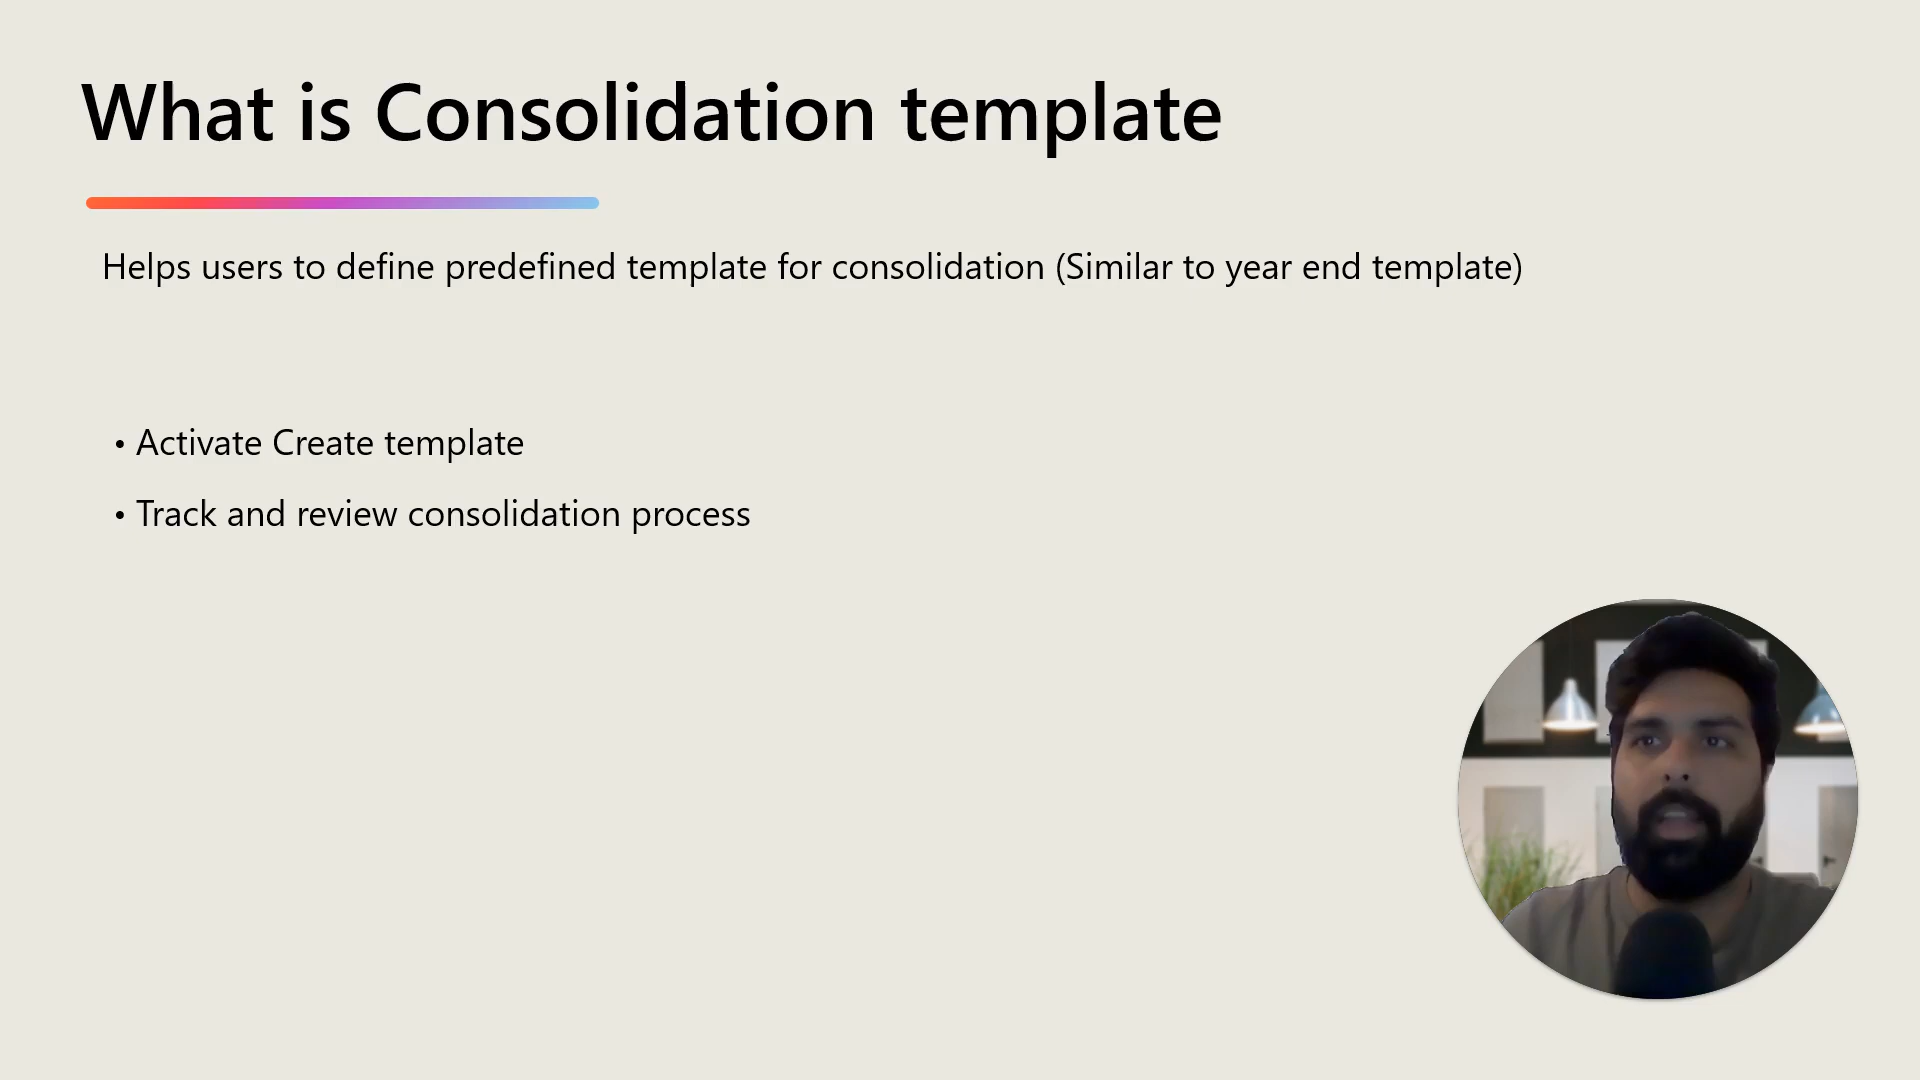 What is Consolidation template
Helps users to define predefined template for consolidation (Similar to year end template)
• Activate Create template
• Track and review consolidation process